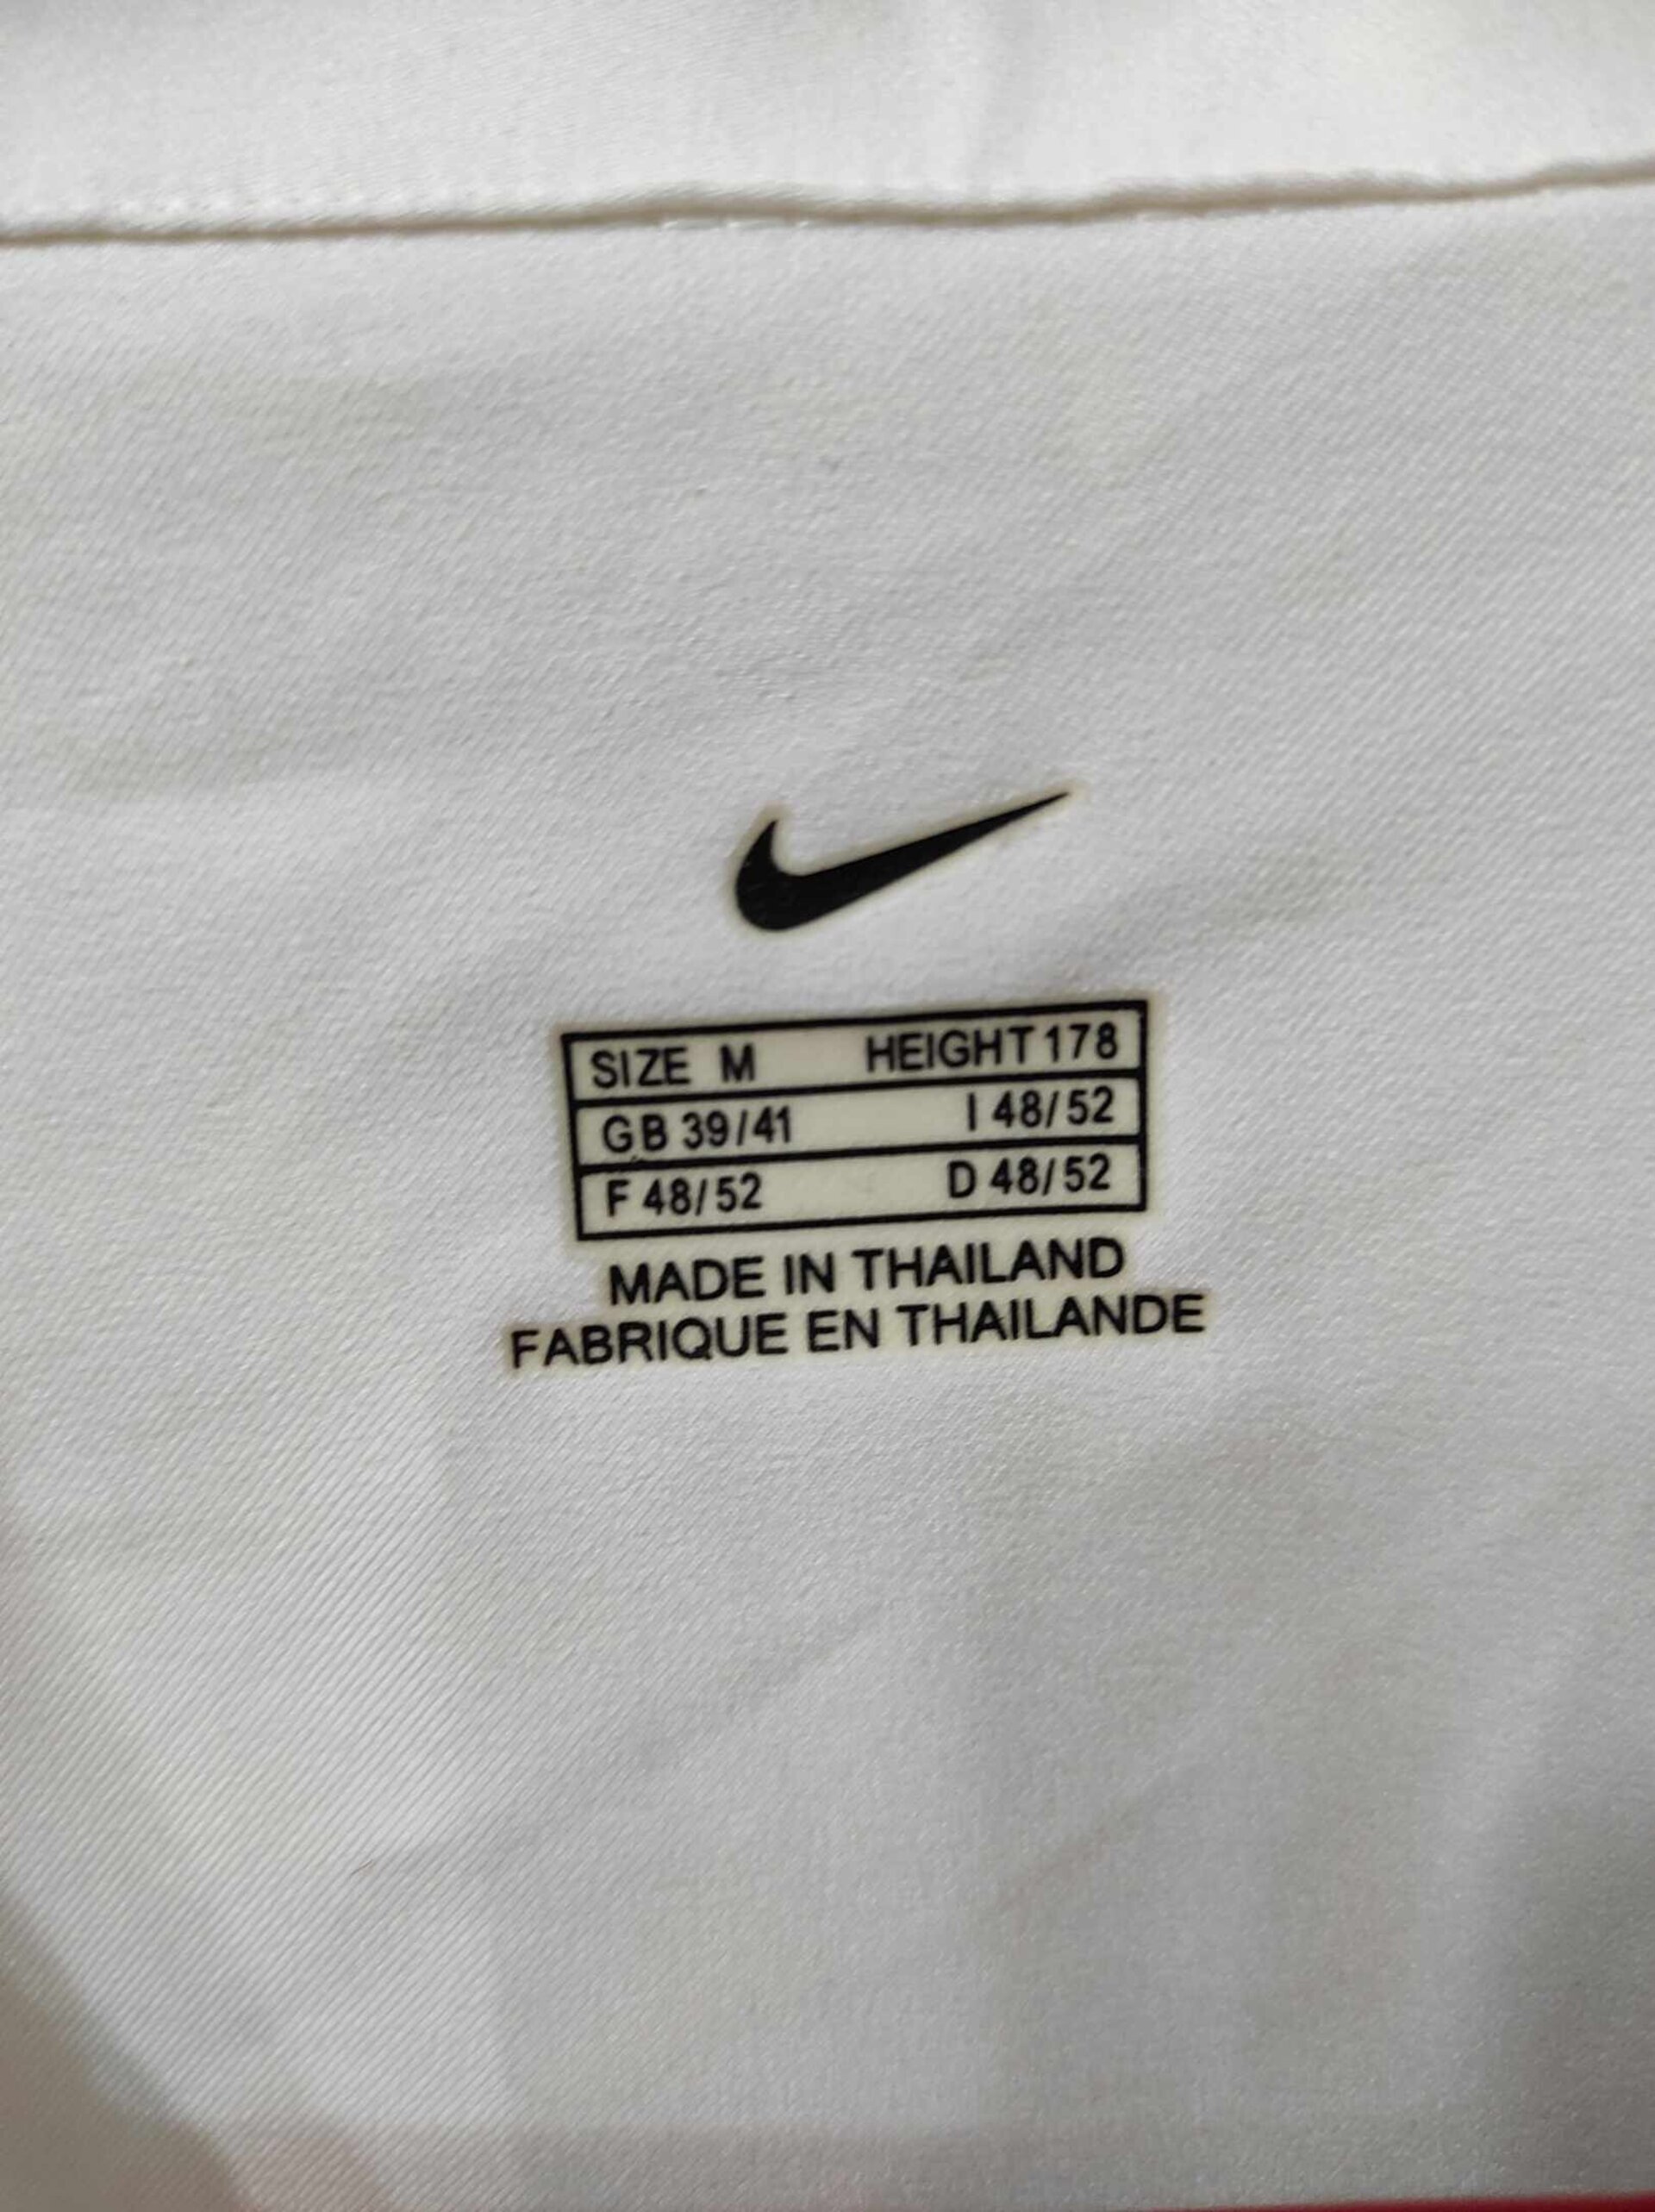 SIZE M HEIGHT 178
GB 39/41 I 48/52
F 48/52 D 48/52
MADE IN THAILAND
FABRIQUE EN THAILANDE